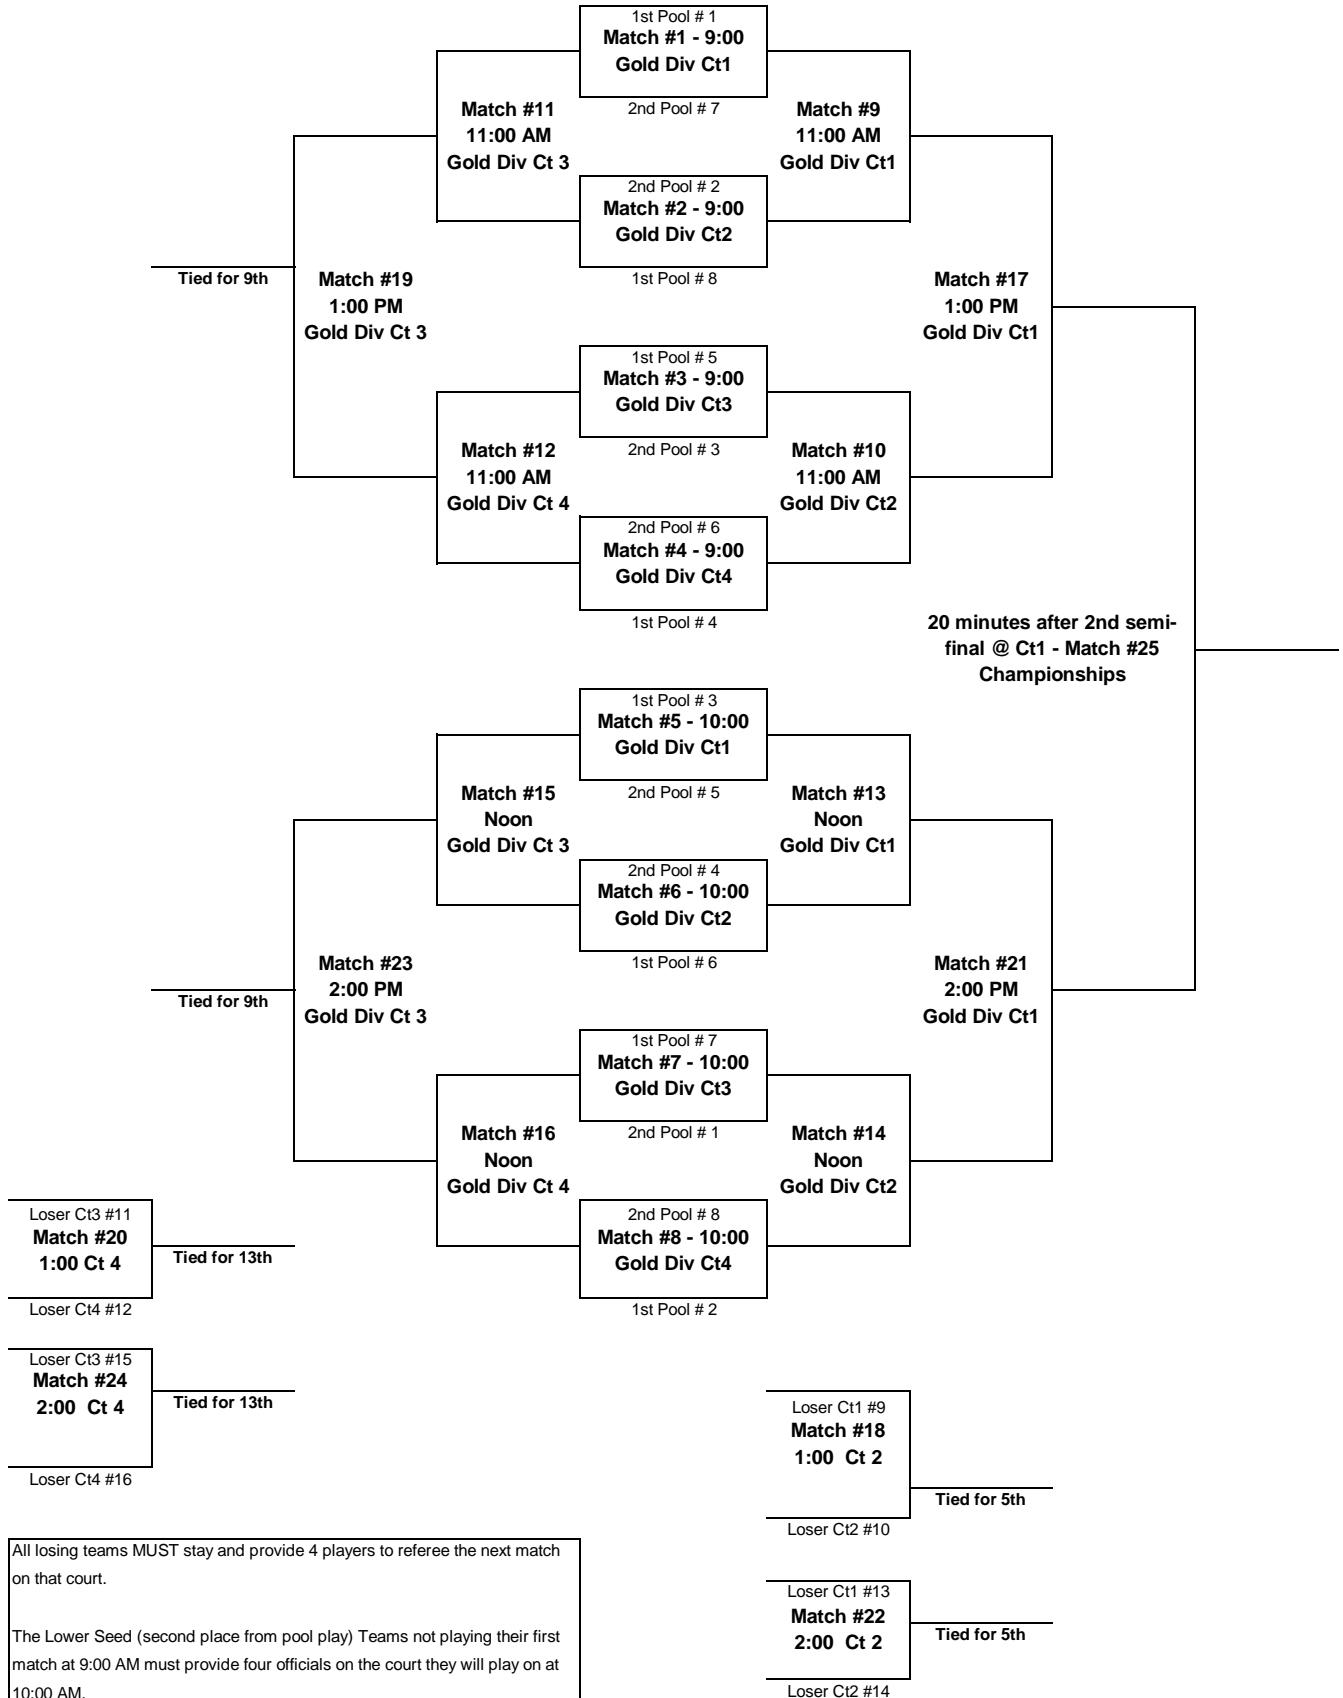 1st Pool # 1
Match #1 - 9:00
Gold Div Ct1
2nd Pool # 7
Match #11
11:00 AM
Gold Div Ct 3
Match #9
11:00 AM
Gold Div Ct1
2nd Pool # 2
Match #2 - 9:00
Gold Div Ct2
1st Pool # 8
Tied for 9th
Match #19
1:00 PM
Gold Div Ct 3
Match #17
1:00 PM
Gold Div Ct1
1st Pool # 5
Match #3 - 9:00
Gold Div Ct3
2nd Pool # 3
Match #12
11:00 AM
Gold Div Ct 4
Match #10
11:00 AM
Gold Div Ct2
2nd Pool # 6
Match #4 - 9:00
Gold Div Ct4
1st Pool # 4
20 minutes after 2nd semi-
final @ Ct1 - Match #25
Championships
1st Pool # 3
Match #5 - 10:00
Gold Div Ct1
2nd Pool # 5
Match #15
Noon
Gold Div Ct 3
Match #13
Noon
Gold Div Ct1
2nd Pool # 4
Match #6 - 10:00
Gold Div Ct2
1st Pool # 6
Tied for 9th
Match #23
2:00 PM
Gold Div Ct 3
Match #21
2:00 PM
Gold Div Ct1
1st Pool # 7
Match #7 - 10:00
Gold Div Ct3
2nd Pool # 1
Match #16
Noon
Gold Div Ct 4
Match #14
Noon
Gold Div Ct2
2nd Pool # 8
Match #8 - 10:00
Gold Div Ct4
1st Pool # 2
Loser Ct3 #11
Match #20
1:00 Ct 4
Loser Ct4 #12
Tied for 13th
Loser Ct3 #15
Match #24
2:00 Ct 4
Loser Ct4 #16
Tied for 13th
Loser Ct1 #9
Match #18
1:00 Ct 2
Loser Ct2 #10
Tied for 5th
Loser Ct1 #13
Match #22
2:00 Ct 2
Loser Ct2 #14
Tied for 5th
All losing teams MUST stay and provide 4 players to referee the next match
on that court.
The Lower Seed (second place from pool play) Teams not playing their first
match at 9:00 AM must provide four officials on the court they will play on at
10:00 AM.